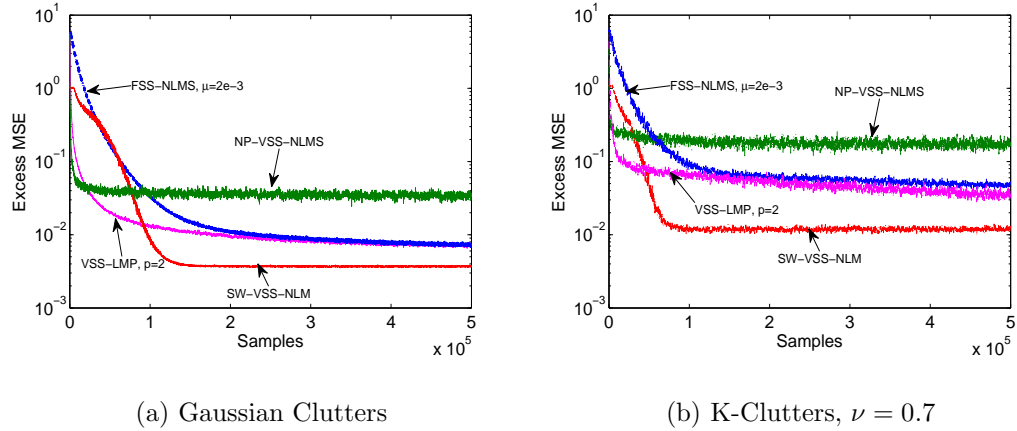 10^1
10^0
10^-1
10^-2
10^-3
Excess MSE
FSS-NLMS, μ=2e-3
NP-VSS-NLMS
VSS-LMP, p=2
SW-VSS-NLM
0 1 2 3 4 5
Samples
x 10^5
(a) Gaussian Clutters
10^1
10^0
10^-1
10^-2
10^-3
Excess MSE
FSS-NLMS, μ=2e-3
NP-VSS-NLMS
VSS-LMP, p=2
SW-VSS-NLM
0 1 2 3 4 5
Samples
x 10^5
(b) K-Clutters, ν = 0.7